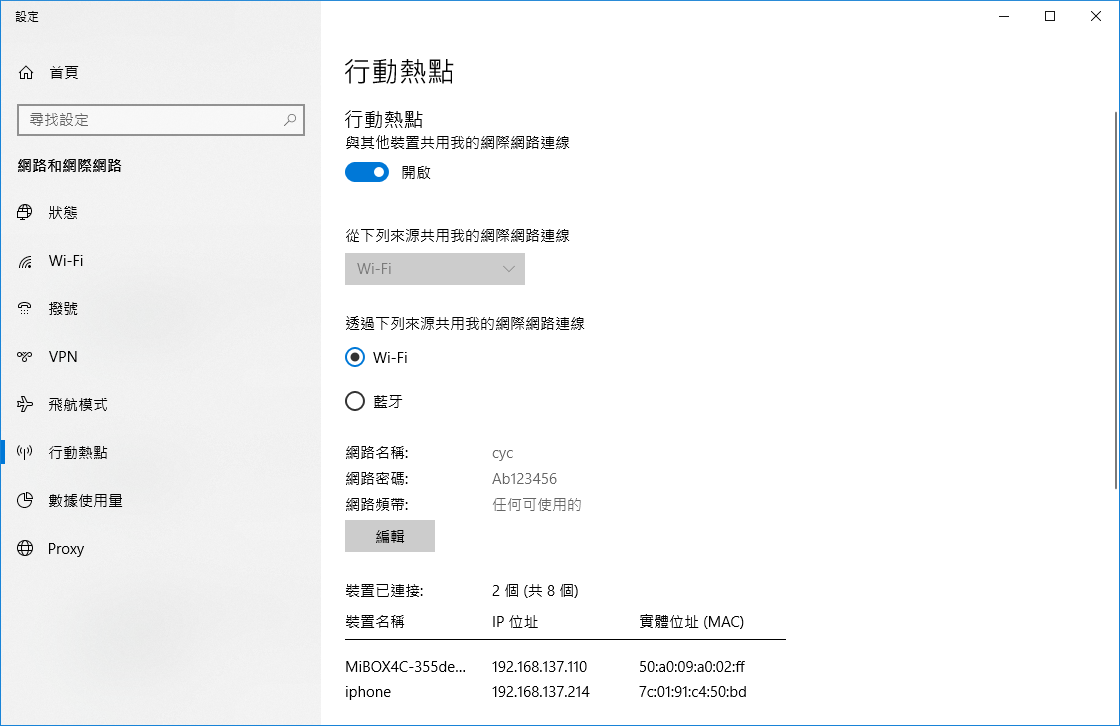 設定
首頁
尋找設定
網路和網際網路
狀態
Wi-Fi
撥號
VPN
飛航模式
行動熱點
數據使用量
Proxy
行動熱點
行動熱點
與其他裝置共用我的網際網路連線
開啟
從下列來源共用我的網際網路連線
Wi-Fi
透過下列來源共用我的網際網路連線
Wi-Fi
藍牙
網路名稱: cyc
網路密碼: Ab123456
網路頻帶: 任何可使用的
編輯
裝置已連接: 2 個 (共 8 個)
裝置名稱 IP 位址 實體位址 (MAC)
MiBOX4C-355de... 192.168.137.110 50:a0:09:a0:02:ff
iphone 192.168.137.214 7c:01:91:c4:50:bd